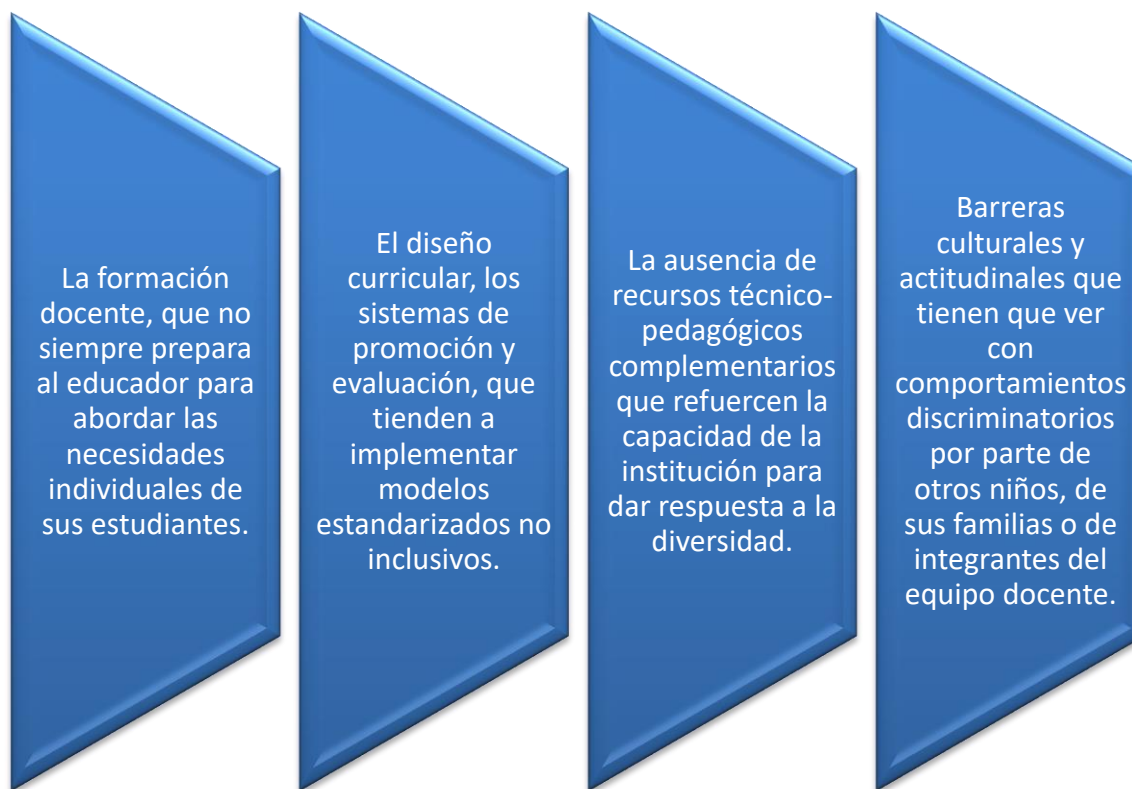 La formación
docente, que no
siempre prepara
al educador para
abordar las
necesidades
individuales de
sus estudiantes.
El diseño
curricular, los
sistemas de
promoción y
evaluación, que
tienden a
implementar
modelos
estandarizados no
inclusivos.
La ausencia de
recursos técnico-
pedagógicos
complementarios
que refuercen la
capacidad de la
institución para
dar respuesta a la
diversidad.
Barreras
culturales y
actitudinales que
tienen que ver
con
comportamientos
discriminatorios
por parte de
otros niños, de
sus familias o de
integrantes del
equipo docente.